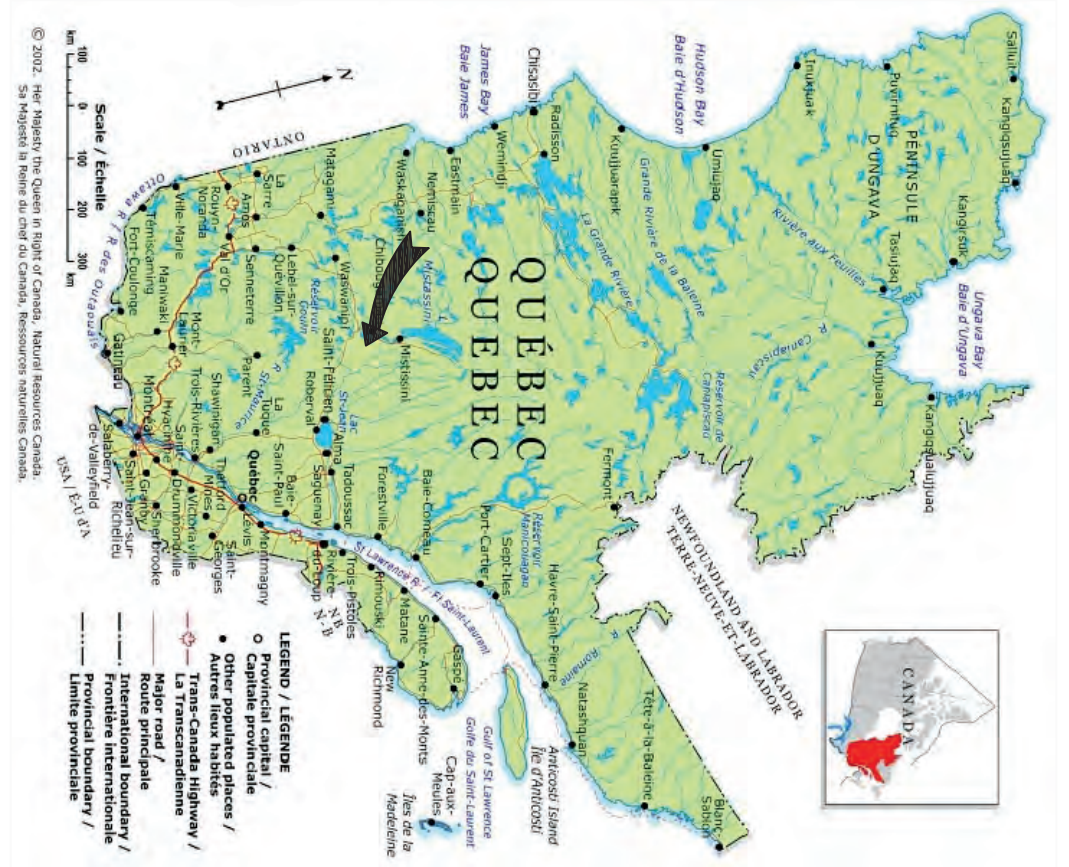 Blanc-
Sablon
Tête-à-la-Baleine
Natashquan
Havre-Saint-Pierre
R. Romaine
Anticosti Island
Île d'Anticosti
Gulf of St Lawrence
Golfe du Saint-Laurent
Cap-aux-
Meules
Îles de la
Madeleine
CANADA
NEWFOUNDLAND AND LABRADOR
TERRE-NEUVE-ET-LABRADOR
Salluit
Kangiqsujuaq
Kangirsuk
Ungava Bay
Baie d'Ungava
Kangiqsualujjuaq
PÉNINSULE
D'UNGAVA
Puvirnituq
Tasiujaq
Kuujjuaq
Inukjuak
Rivière aux Feuilles
R. Caniapiscau
Hudson Bay
Baie d'Hudson
Umiujaq
Grande Rivière de la Baleine
Réservoir de
Caniapiscau
Kuujjuarapik
La Grande Rivière
Fermont
Chisasibi
Radisson
QUÉBEC
QUEBEC
Réservoir
Manicouagan
James Bay
Baie James
Wemindji
Eastmain
Nemiscau
L. Mistassini
Mistissini
Sept-Iles
Port-Cartier
Baie-Comeau
Forestville
Tadoussac
St Lawrence R. / Fl Saint-Laurent
Gaspé
Sainte-Anne-des-Monts
Matane
New
Richmond
Rimouski
Trois-Pistoles
Rivière-
du-Loup
NB
N-B
ONTARIO
Matagami
Waswanipi
Saint-Félicien
Roberval
Lac
St-Jean
Alma
Saguenay
Lebel-sur-
Quévillon
Réservoir
Gouin
La
Sarre
Amos
Senneterre
Parent
R. St-Maurice
La
Tuque
Baie-
Saint-Paul
Montmagny
Québec
Lévis
Rouyn-
Noranda
Val d'Or
Saint-
Georges
Thetford
Mines
Shawinigan
Trois-Rivières
Victoriaville
Drummondville
Ville-Marie
Témiscaming
Mont-
Laurier
Maniwaki
Saint-
Hyacinthe
Sherbrooke
Granby
Fort-Coulonge
Montréal
Saint-Jean-sur-
Richelieu
Ottawa R. / R des Outaouais
Gatineau
Salaberry-
de-Valleyfield
USA / É-U d'A
N
Scale / Échelle
km 100 0 100 200 300 km
LEGEND / LÉGENDE
Provincial capital /
Capitale provinciale
Other populated places /
Autres lieux habités
Trans-Canada Highway /
La Transcanadienne
Major road /
Route principale
International boundary /
Frontière internationale
Provincial boundary /
Limite provinciale
© 2002. Her Majesty the Queen in Right of Canada, Natural Resources Canada.
Sa Majesté la Reine du chef du Canada, Ressources naturelles Canada.